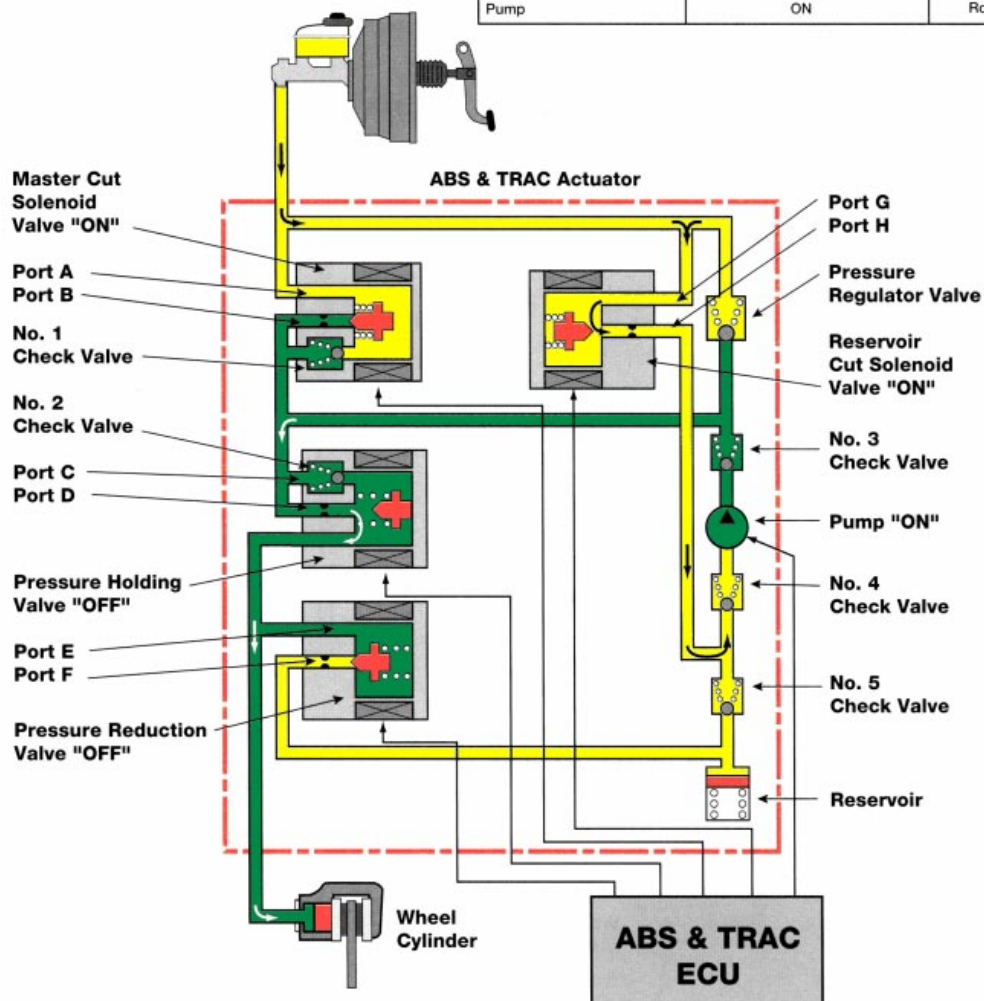 Pump ON Ro
ABS & TRAC Actuator
Master Cut
Solenoid
Valve "ON"
Port A
Port B
No. 1
Check Valve
No. 2
Check Valve
Port C
Port D
Pressure Holding
Valve "OFF"
Port E
Port F
Pressure Reduction
Valve "OFF"
Port G
Port H
Pressure
Regulator Valve
Reservoir
Cut Solenoid
Valve "ON"
No. 3
Check Valve
Pump "ON"
No. 4
Check Valve
No. 5
Check Valve
Reservoir
Wheel
Cylinder
ABS & TRAC
ECU